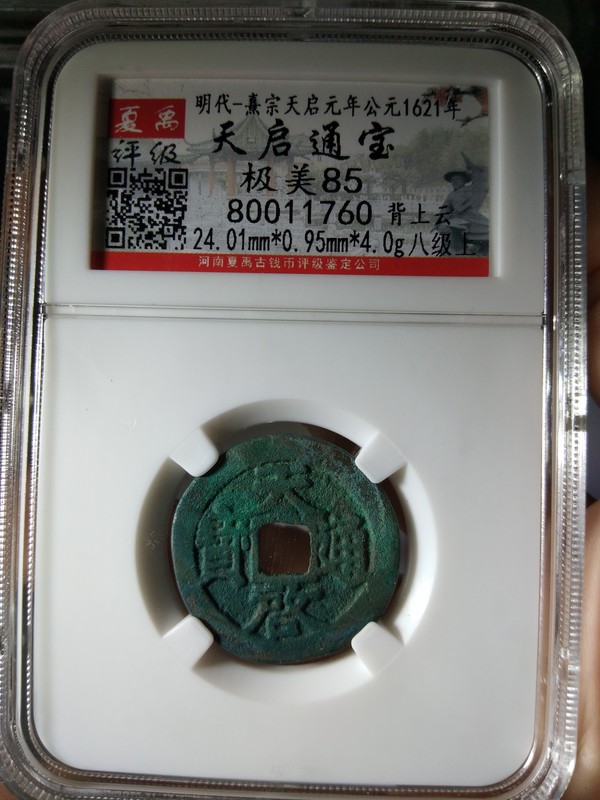 夏禹
评级
明代-熹宗天启元年公元1621年
天启通宝
极美85
80011760 背上云
24.01mm*0.95mm*4.0g八级上
河南夏禹古钱币评级鉴定公司
天啓通寶